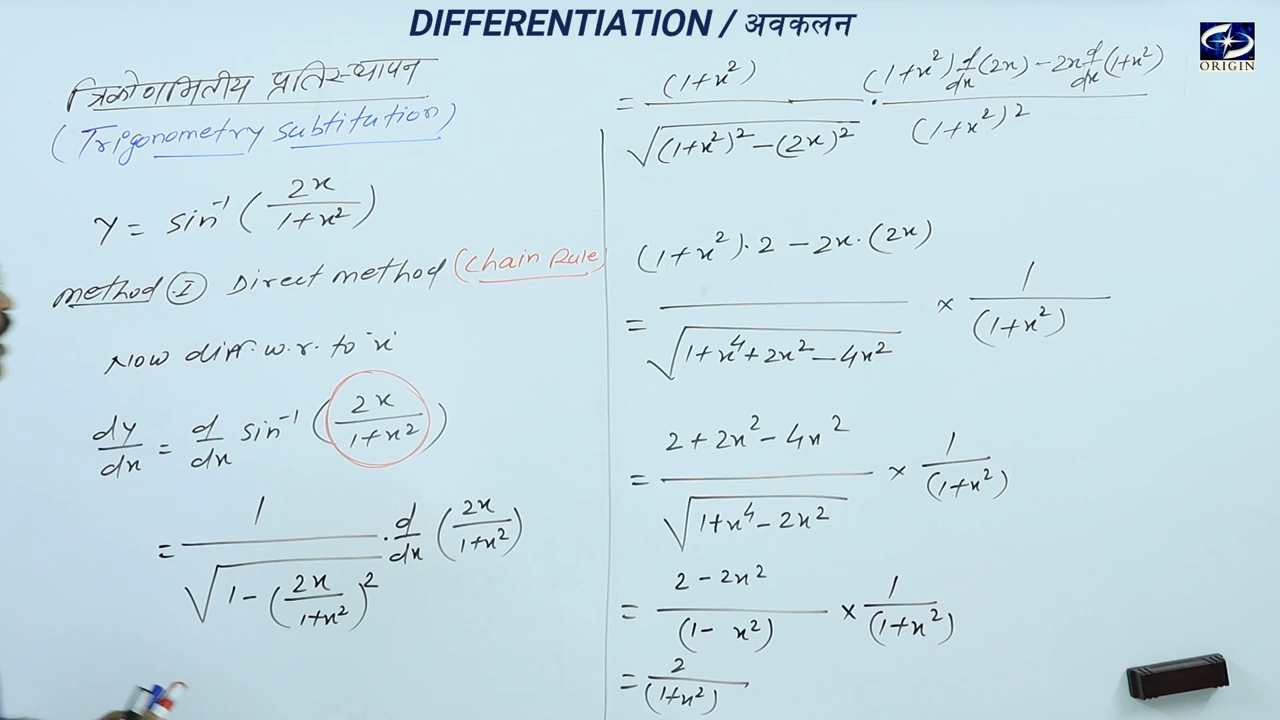 DIFFERENTIATION / अवकलन
ORIGIN
त्रिकोणमितीय प्रतिस्थापन
(Trigonometry subtitution)
y = sin⁻¹ (2x/1+x²)
method (I) Direct method (Chain Rule)
Now diff. w.r. to 'x'
dy/dx = d/dx sin⁻¹ (2x/1+x²)
= 1/√1-(2x/1+x²)² . d/dx (2x/1+x²)
= (1+x²)/√(1+x²)²-(2x)² . (1+x²) d/dx (2x) - 2x d/dx (1+x²)/(1+x²)²
= (1+x²).2 - 2x.(2x)/√1+x⁴+2x²-4x² × 1/(1+x²)
= 2+2x²-4x²/√1+x⁴-2x² × 1/(1+x²)
= 2-2x²/(1- x²) × 1/(1+x²)
= 2/(1+x²)